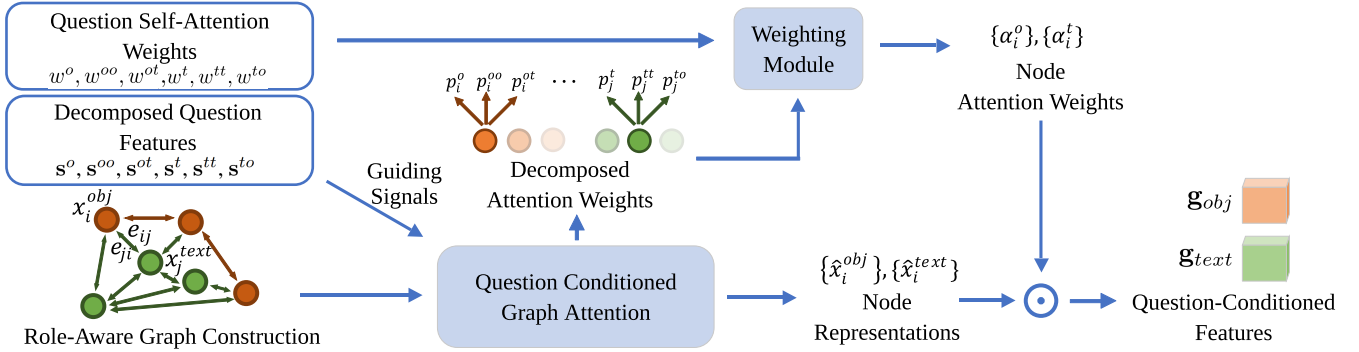 Question Self-Attention
Weights
w^o, w^{oo}, w^{ot}, w^t, w^{tt}, w^{to}
Decomposed Question
Features
s^o, s^{oo}, s^{ot}, s^t, s^{tt}, s^{to}
x_i^{obj}
e_{ij}
e_{ji}
x_j^{text}
Role-Aware Graph Construction
Guiding
Signals
p_i^o p_i^{oo} p_i^{ot} ··· p_j^t p_j^{tt} p_j^{to}
Decomposed
Attention Weights
Question Conditioned
Graph Attention
Weighting
Module
{α_i^o}, {α_i^t}
Node
Attention Weights
{x̂_i^{obj}}, {x̂_i^{text}}
Node
Representations
g_{obj}
g_{text}
Question-Conditioned
Features